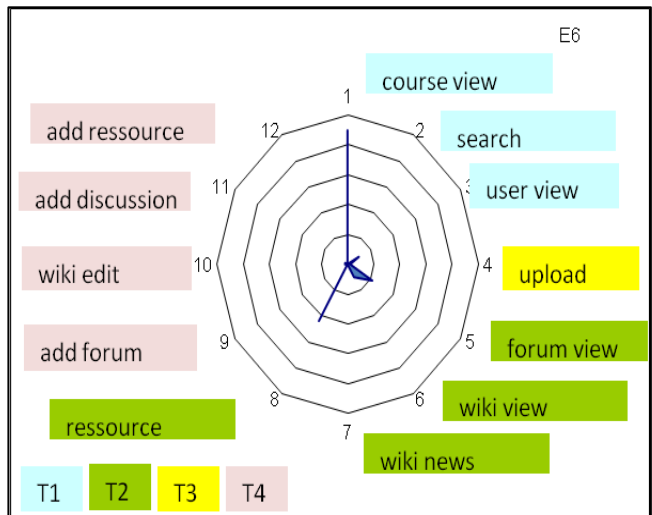 E6
course view
1
add ressource
12
2
search
add discussion
11
3
user view
wiki edit
10
4
upload
add forum
9
5
forum view
8
6
wiki view
ressource
7
wiki news
T1
T2
T3
T4